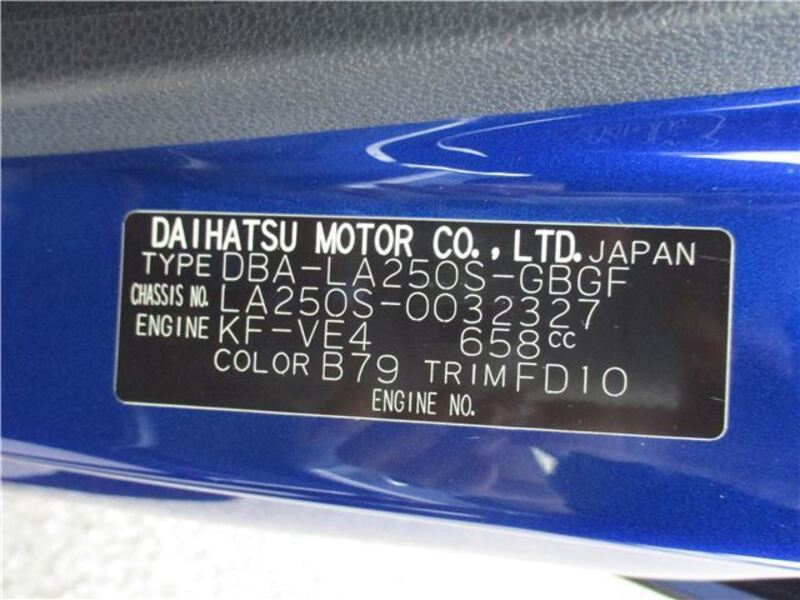 DAIHATSU MOTOR CO., LTD. JAPAN
TYPE DBA-LA250S-GBGF
CHASSIS NO. LA250S-0032327
ENGINE KF-VE4 658cc
COLOR B79 TRIM FD10
ENGINE NO.